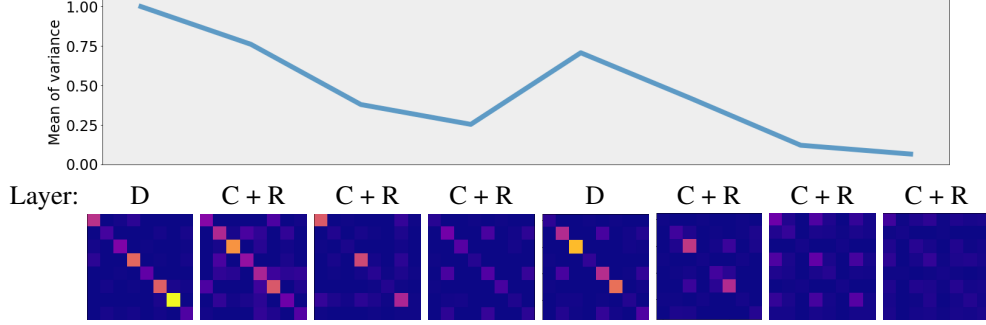 1.00
0.75
0.50
0.25
0.00
Mean of variance
Layer: D C + R C + R C + R D C + R C + R C + R